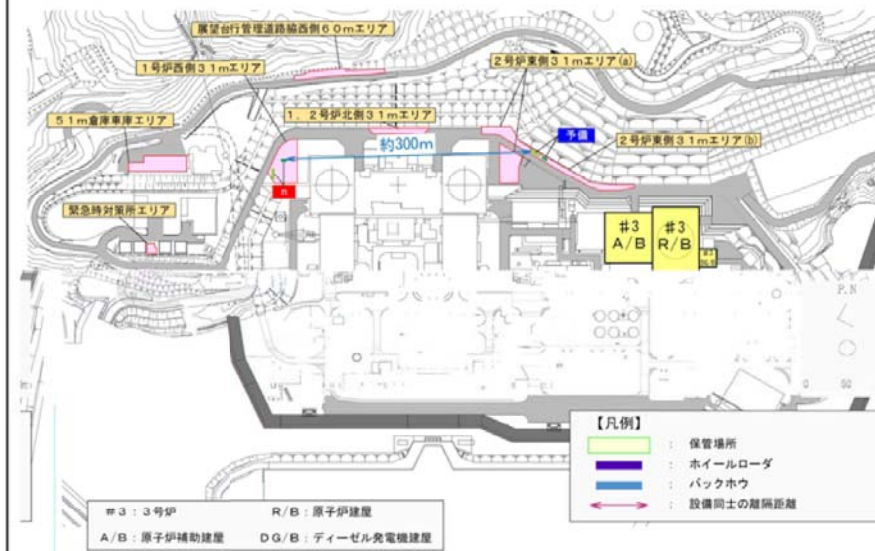 展望台行管理道路脇西側60mエリア
1号炉西側31mエリア
2号炉東側31mエリア(a)
51m倉庫車庫エリア
1，2号炉北側31mエリア
予備
約300m
2号炉東側31mエリア(b)
n
緊急時対策所エリア
#3
A/B
#3
R/B
#3
P.N
0
50
【凡例】
： 保管場所
： ホイールローダ
： バックホウ
： 設備同士の離隔距離
#3：3号炉
R/B：原子炉建屋
A/B：原子炉補助建屋
DG/B：ディーゼル発電機建屋